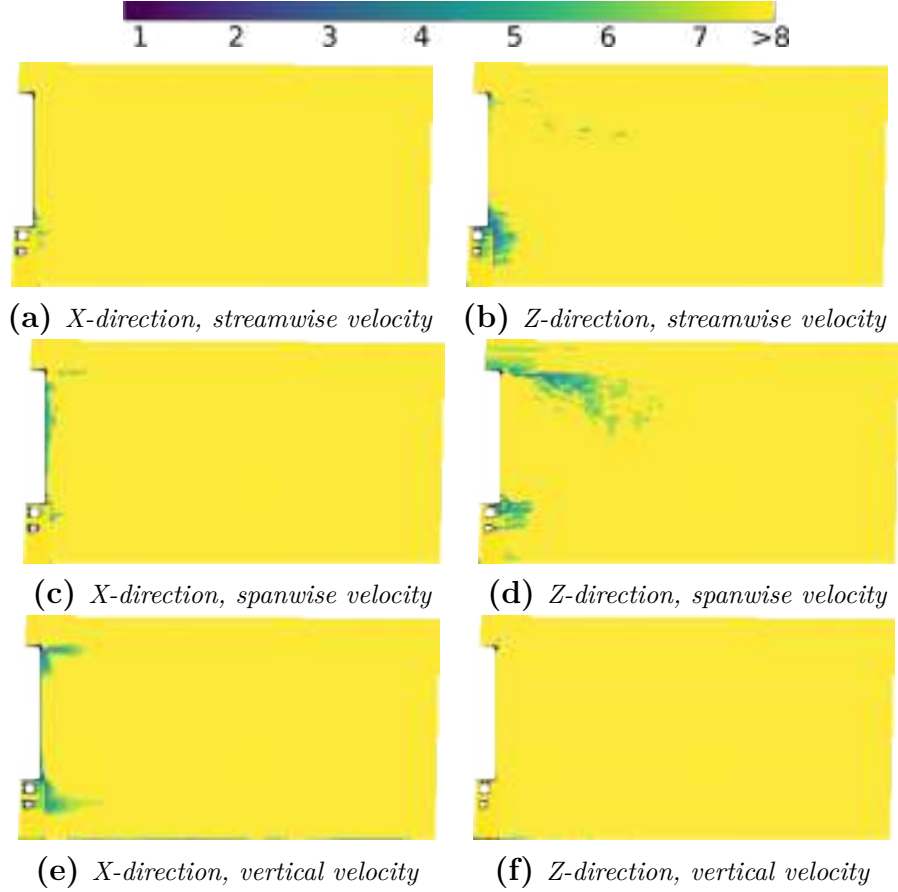 1 2 3 4 5 6 7 >8
(a) X-direction, streamwise velocity (b) Z-direction, streamwise velocity
(c) X-direction, spanwise velocity (d) Z-direction, spanwise velocity
(e) X-direction, vertical velocity (f) Z-direction, vertical velocity